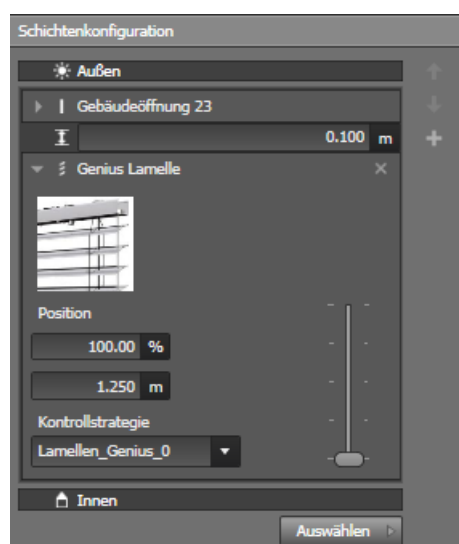 Schichtenkonfiguration
Außen
Gebäudeöffnung 23
0.100 m
Genius Lamelle
Position
100.00 %
1.250 m
Kontrollstrategie
Lamellen_Genius_0
Innen
Auswählen